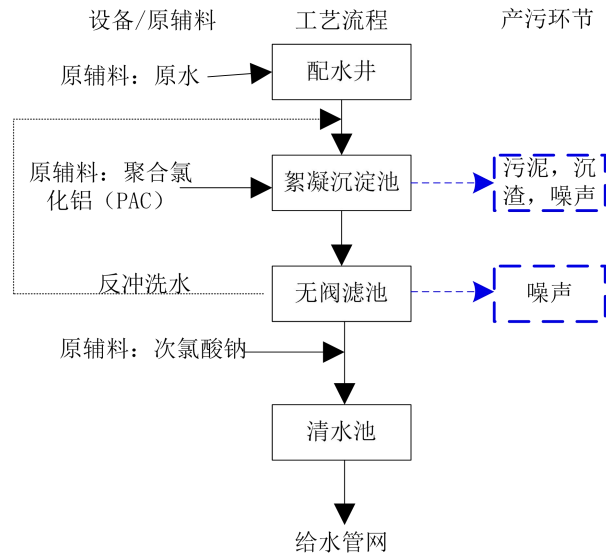 设备/原辅料
工艺流程
产污环节
原辅料：原水
配水井
原辅料：聚合氯
化铝（PAC）
絮凝沉淀池
污泥，沉
渣，噪声
反冲洗水
无阀滤池
噪声
原辅料：次氯酸钠
清水池
给水管网